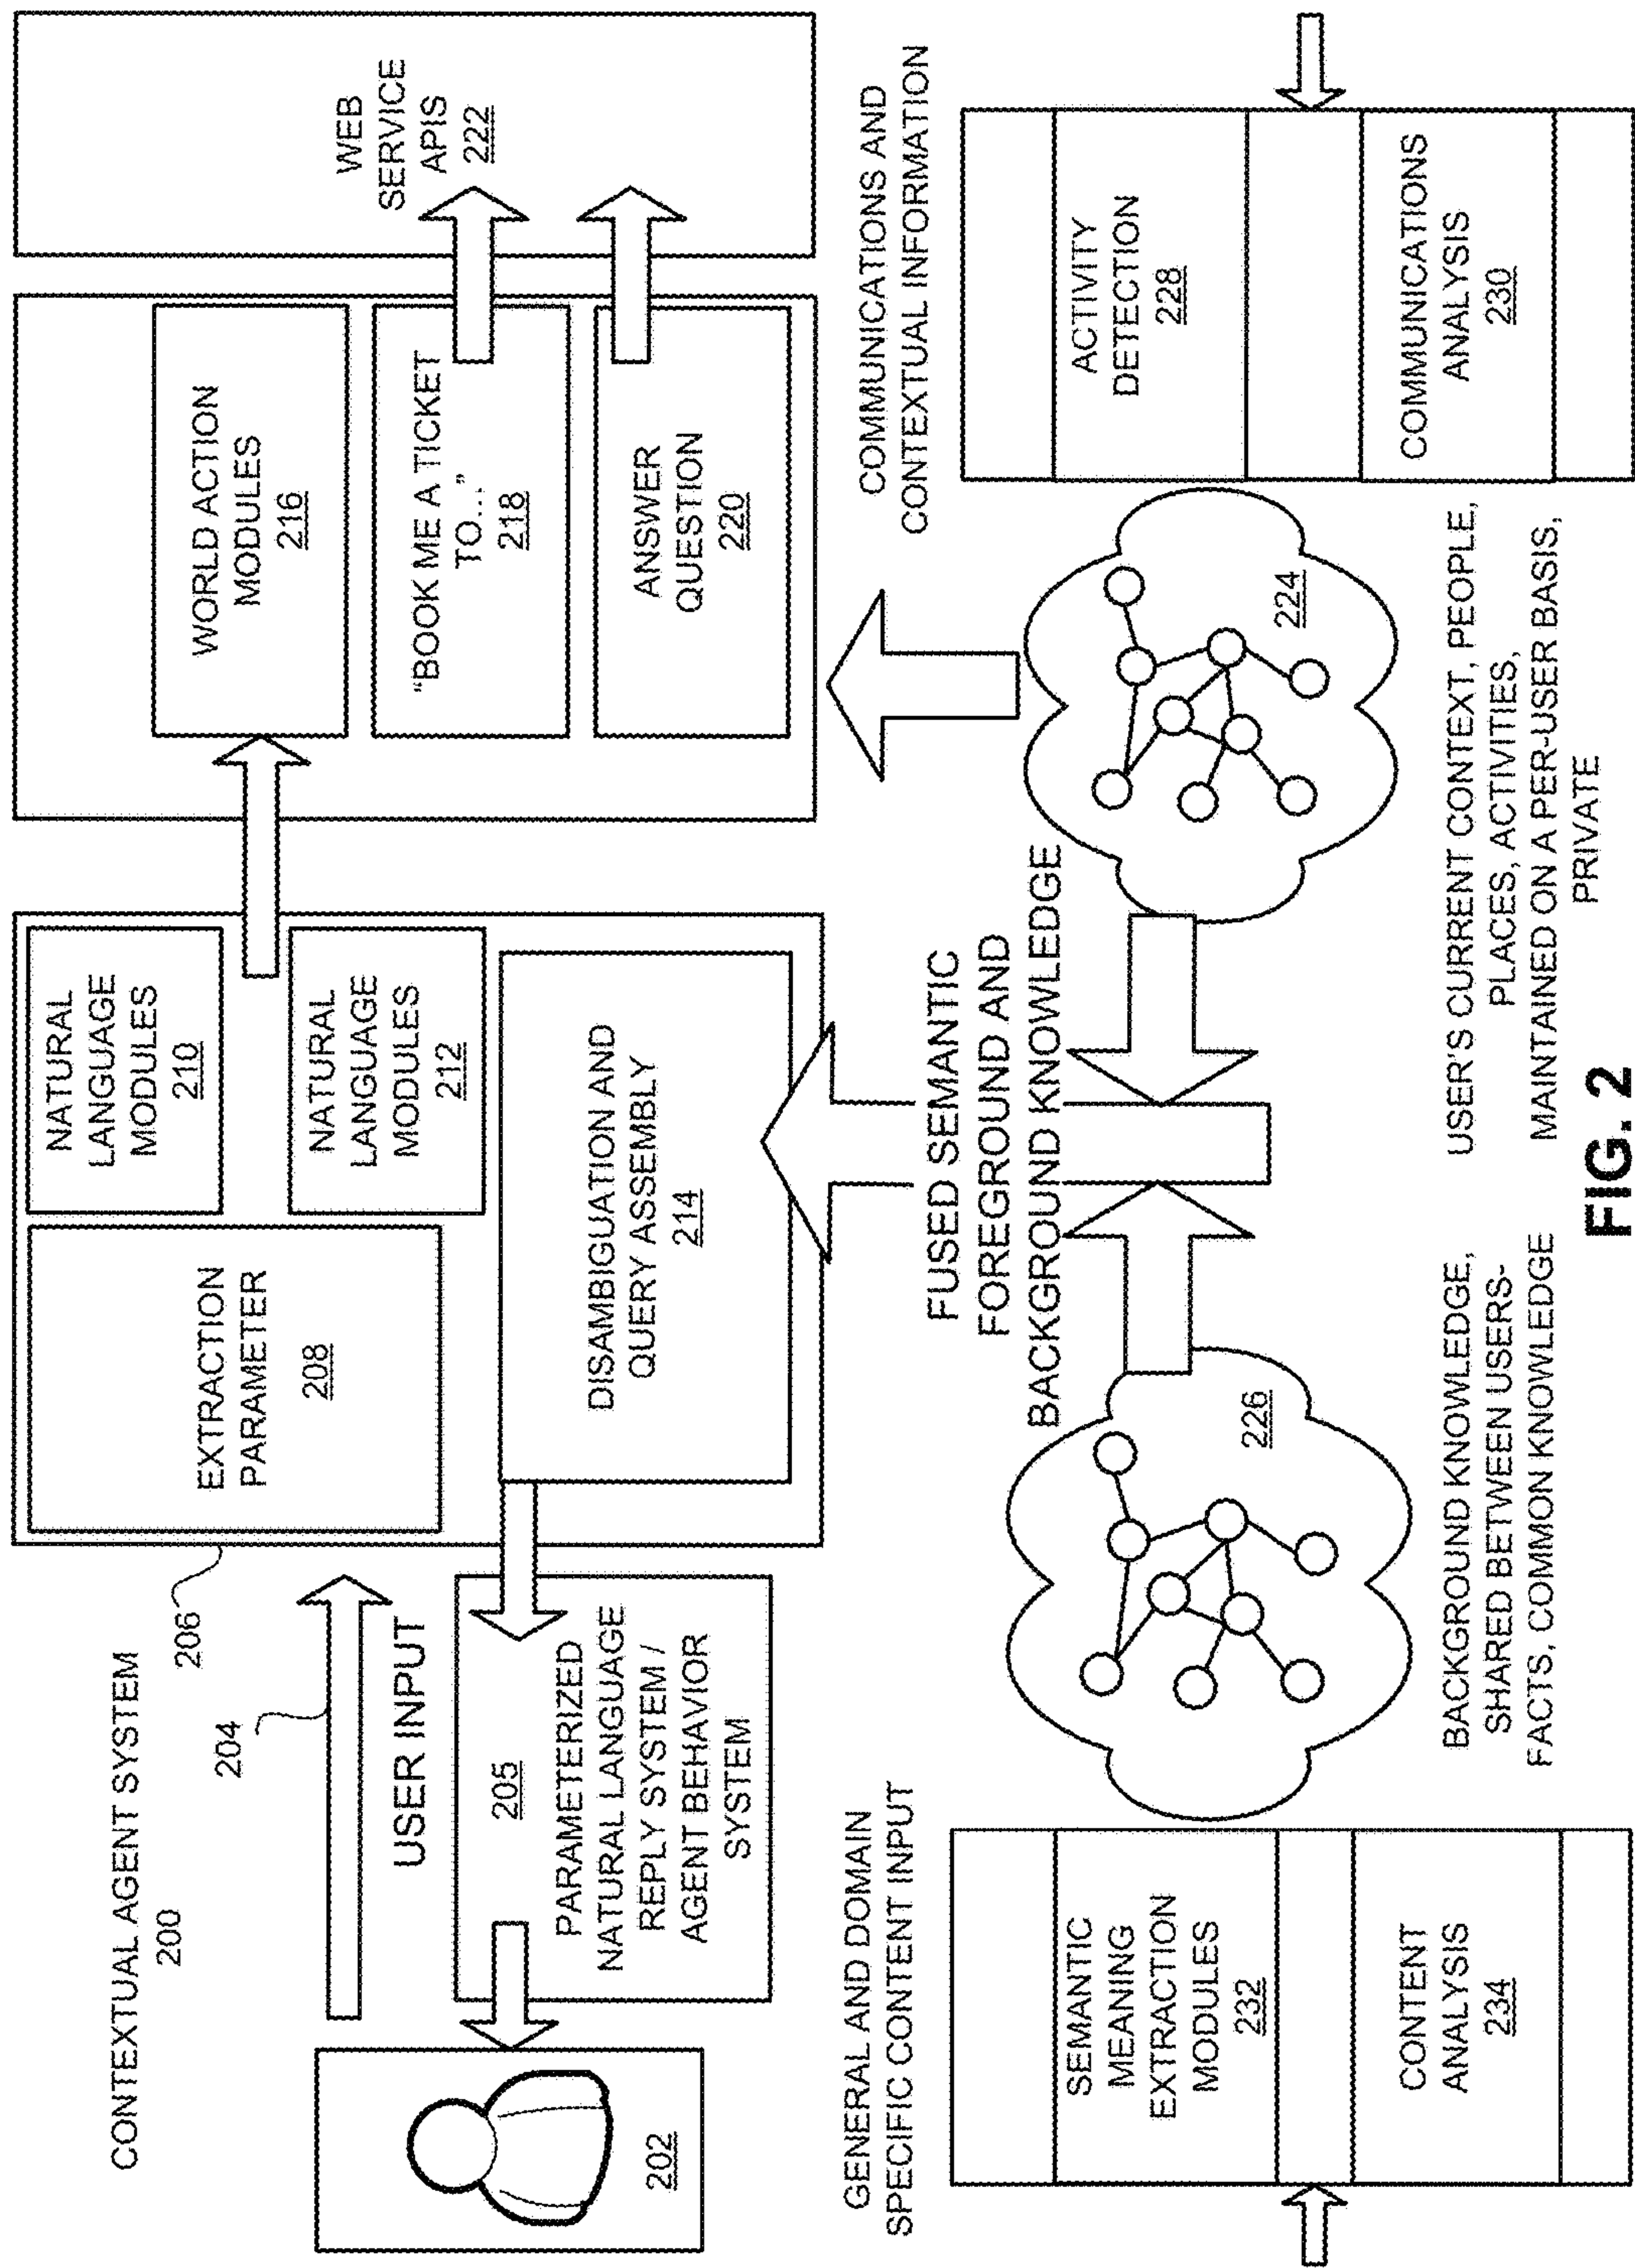 CONTEXTUAL AGENT SYSTEM
200
204
206
USER INPUT
202
205
PARAMETERIZED
NATURAL LANGUAGE
REPLY SYSTEM /
AGENT BEHAVIOR
SYSTEM
EXTRACTION
PARAMETER
208
NATURAL
LANGUAGE
MODULES
210
NATURAL
LANGUAGE
MODULES
212
DISAMBIGUATION AND
QUERY ASSEMBLY
214
WORLD ACTION
MODULES
216
"BOOK ME A TICKET
TO..."
218
ANSWER
QUESTION
220
WEB
SERVICE
APIS
222
GENERAL AND DOMAIN
SPECIFIC CONTENT INPUT
SEMANTIC
MEANING
EXTRACTION
MODULES
232
CONTENT
ANALYSIS
234
226
BACKGROUND KNOWLEDGE,
SHARED BETWEEN USERS-
FACTS, COMMON KNOWLEDGE
FUSED SEMANTIC
FOREGROUND AND
BACKGROUND KNOWLEDGE
224
USER'S CURRENT CONTEXT, PEOPLE,
PLACES, ACTIVITIES,
MAINTAINED ON A PER-USER BASIS,
PRIVATE
COMMUNICATIONS AND
CONTEXTUAL INFORMATION
ACTIVITY
DETECTION
228
COMMUNICATIONS
ANALYSIS
230
FIG. 2